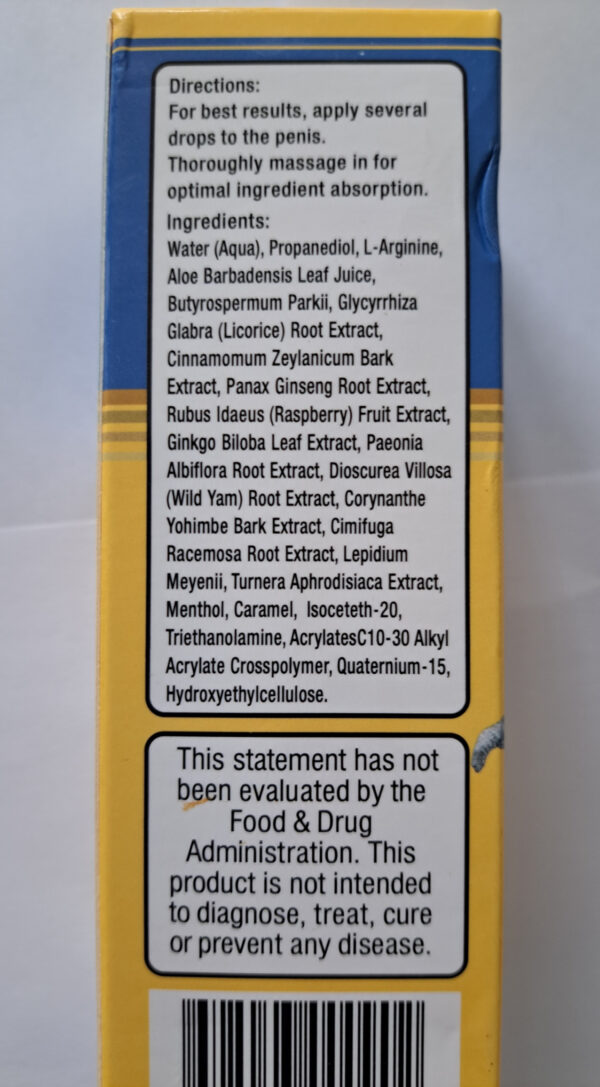 Directions:
For best results, apply several
drops to the penis.
Thoroughly massage in for
optimal ingredient absorption.
Ingredients:
Water (Aqua), Propanediol, L-Arginine,
Aloe Barbadensis Leaf Juice,
Butyrospermum Parkii, Glycyrrhiza
Glabra (Licorice) Root Extract,
Cinnamomum Zeylanicum Bark
Extract, Panax Ginseng Root Extract,
Rubus Idaeus (Raspberry) Fruit Extract,
Ginkgo Biloba Leaf Extract, Paeonia
Albiflora Root Extract, Dioscurea Villosa
(Wild Yam) Root Extract, Corynanthe
Yohimbe Bark Extract, Cimifuga
Racemosa Root Extract, Lepidium
Meyenii, Turnera Aphrodisiaca Extract,
Menthol, Caramel, Isoceteth-20,
Triethanolamine, AcrylatesC10-30 Alkyl
Acrylate Crosspolymer, Quaternium-15,
Hydroxyethylcellulose.
This statement has not
been evaluated by the
Food & Drug
Administration. This
product is not intended
to diagnose, treat, cure
or prevent any disease.